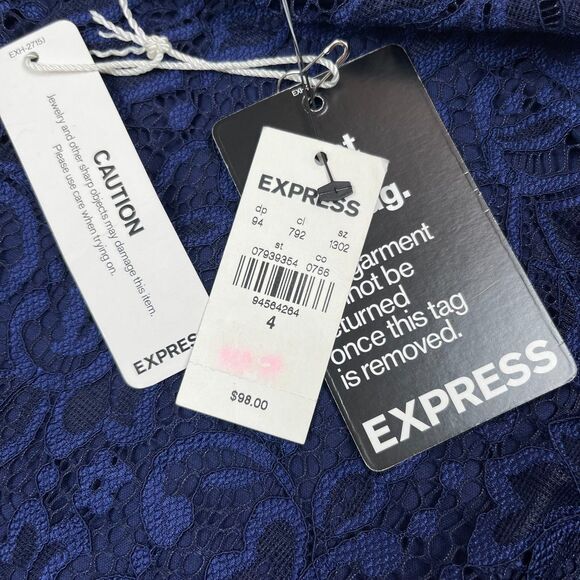 EXH-2715J
CAUTION
Jewelry and other sharp objects may damage this item.
Please use care when trying on.
EXPRESS
EXPRESS
dp cl sz
94 792 1302
st co
07939354 0766
94564264
4
$98.00
garment
not be
once this tag
is removed.
EXPRESS